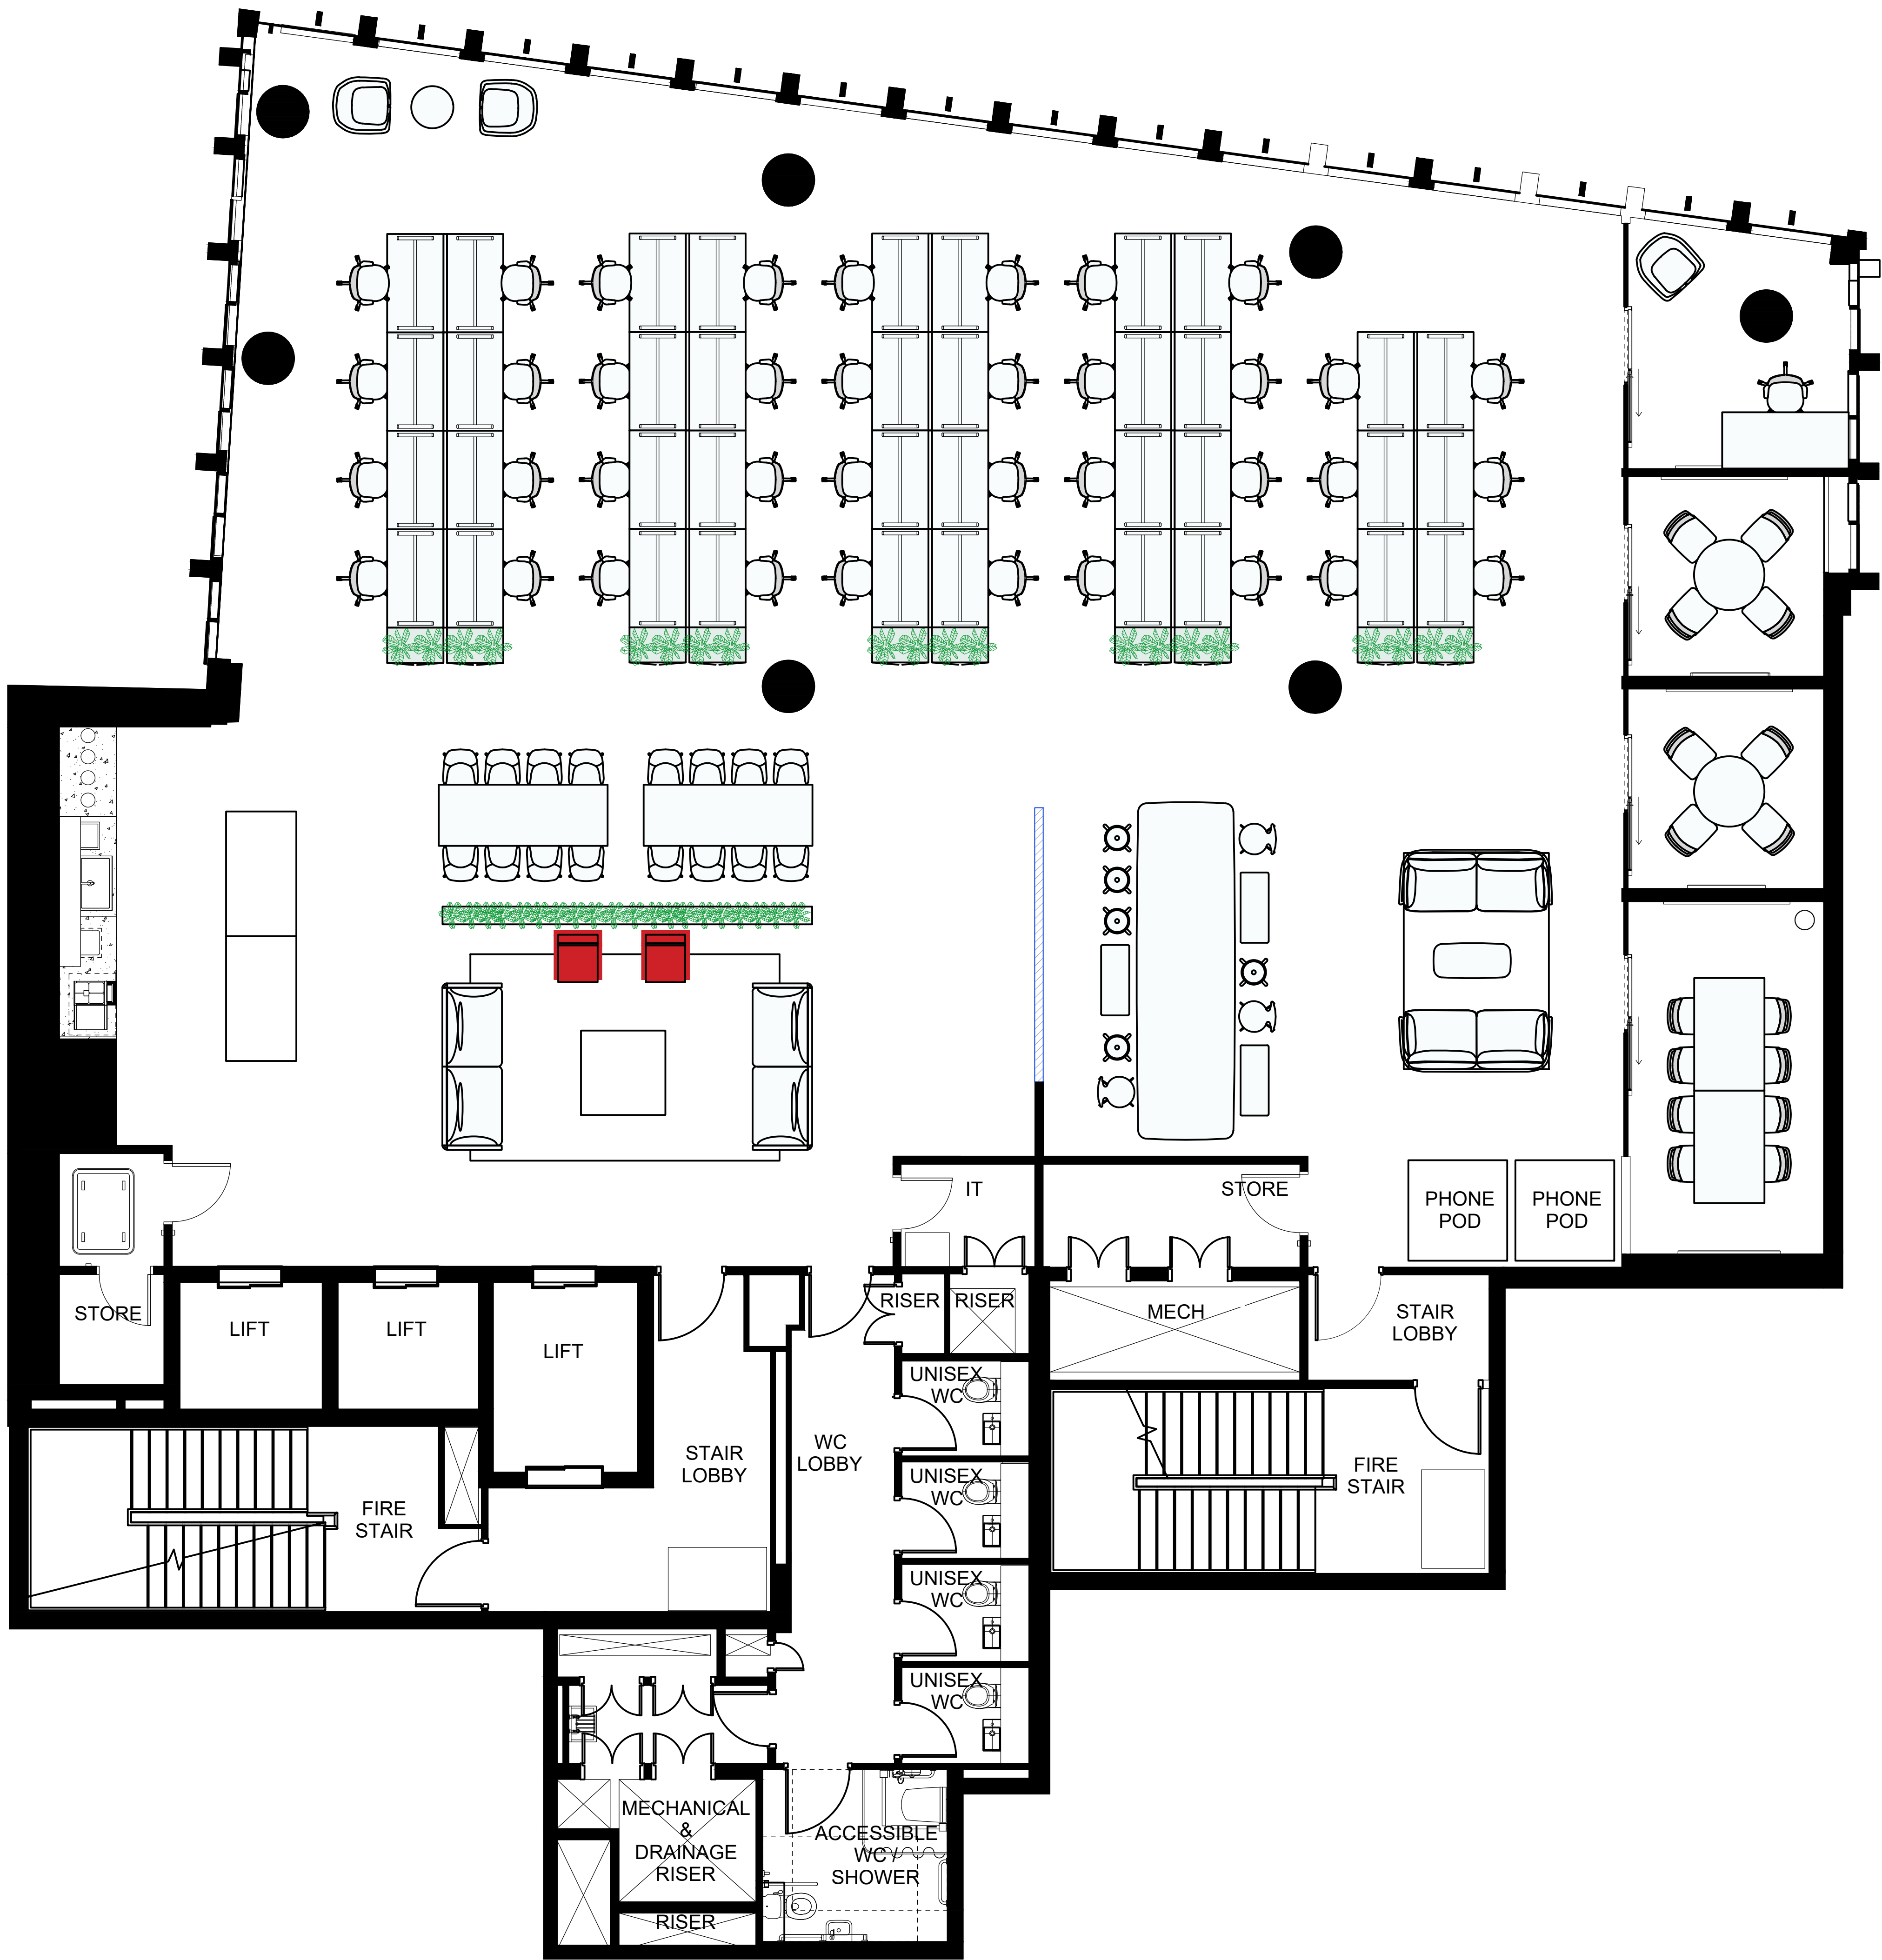 IT
STORE
PHONE
POD
PHONE
POD
STORE
LIFT
LIFT
LIFT
RISER
RISER
MECH
STAIR
LOBBY
UNISEX
WC
STAIR
LOBBY
WC
LOBBY
UNISEX
WC
FIRE
STAIR
FIRE
STAIR
UNISEX
WC
UNISEX
WC
MECHANICAL
&
DRAINAGE
RISER
ACCESSIBLE
WC /
SHOWER
RISER